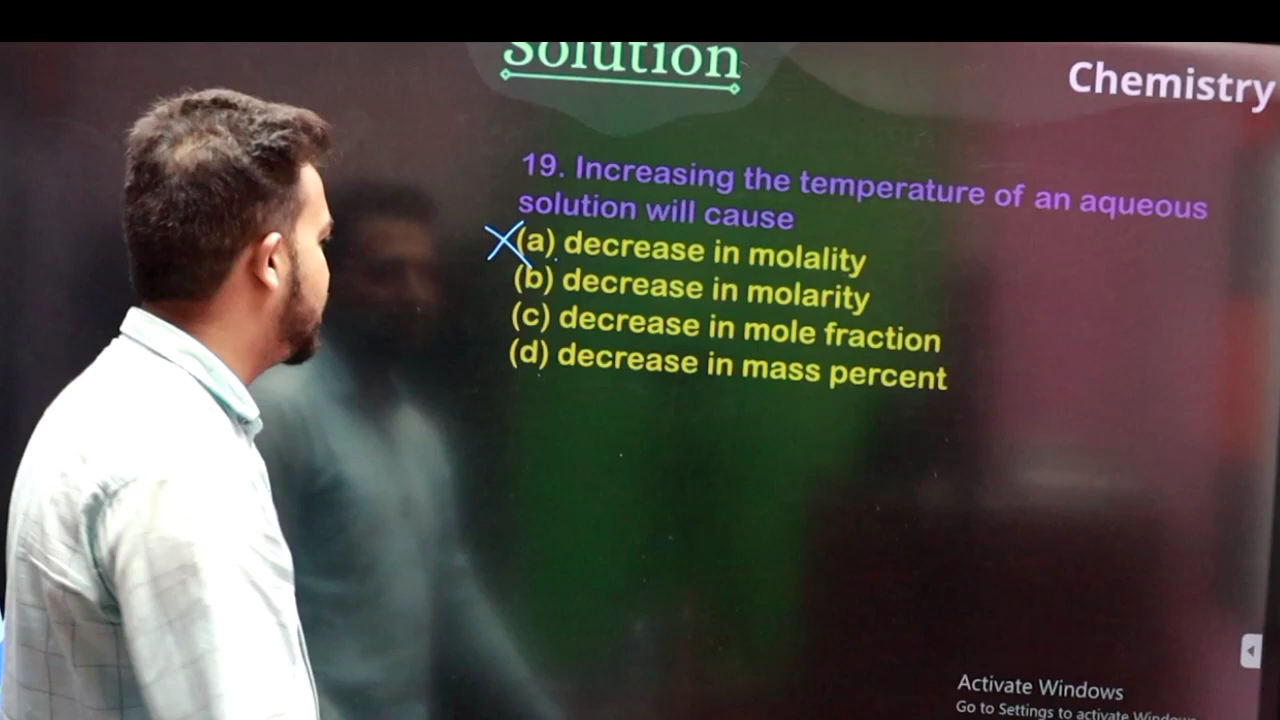 Solution
Chemistry
19. Increasing the temperature of an aqueous
solution will cause
(a) decrease in molality
(b) decrease in molarity
(c) decrease in mole fraction
(d) decrease in mass percent
Activate Windows
Go to Settings to activate Windows